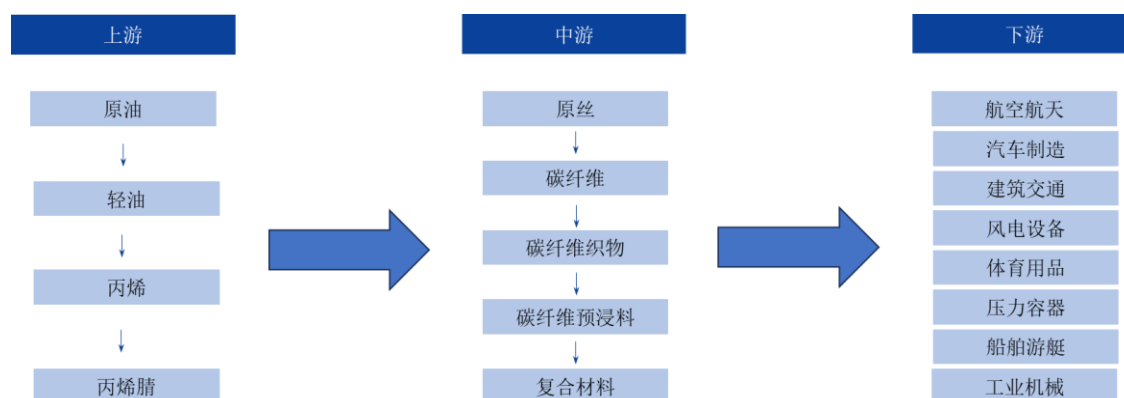 上游
原油
轻油
丙烯
丙烯腈
中游
原丝
碳纤维
碳纤维织物
碳纤维预浸料
复合材料
下游
航空航天
汽车制造
建筑交通
风电设备
体育用品
压力容器
船舶游艇
工业机械